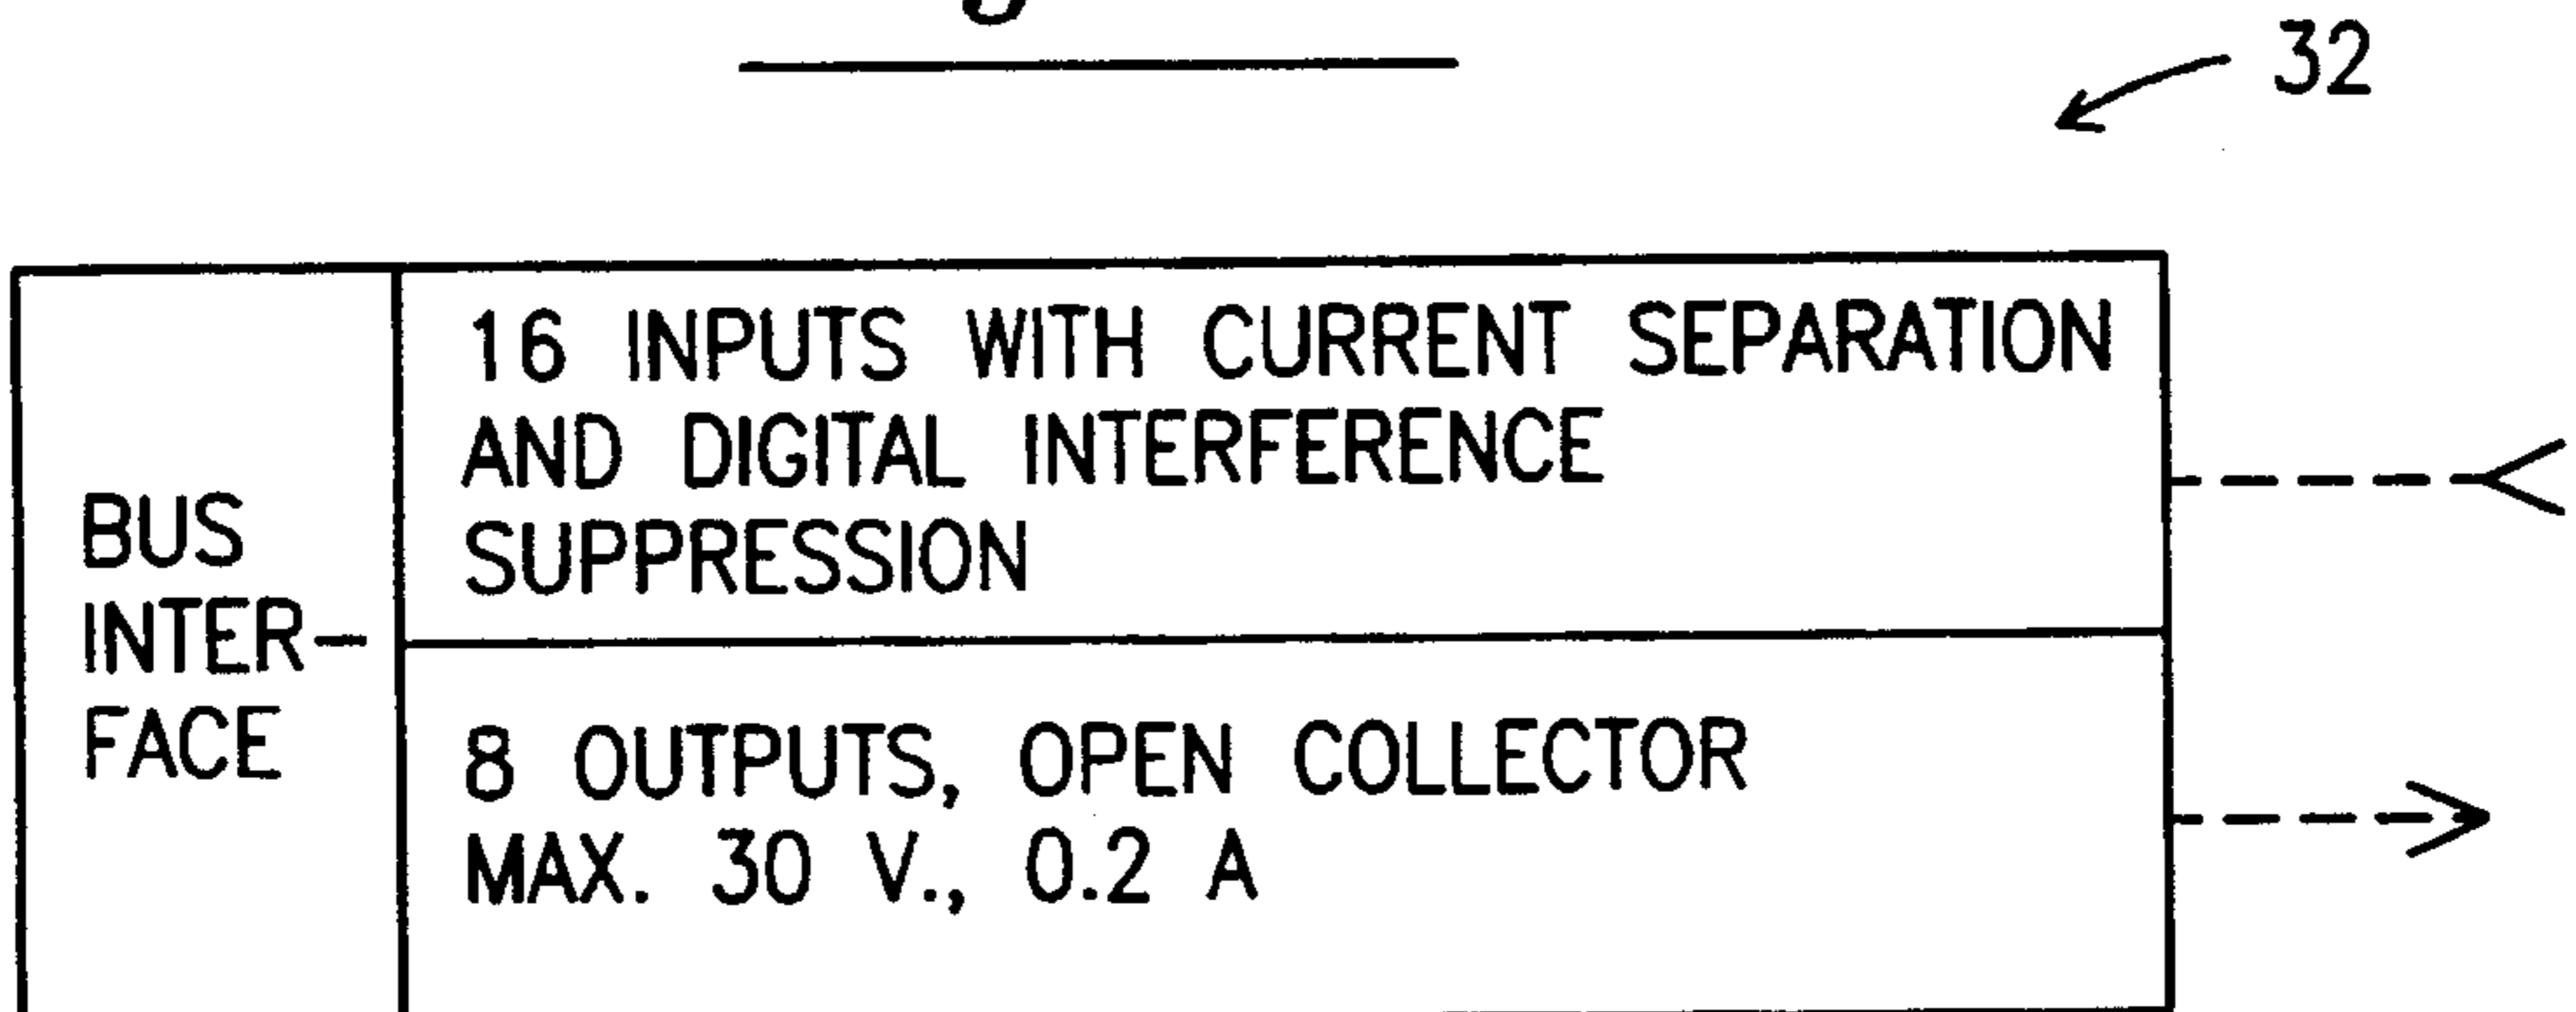 32
16 INPUTS WITH CURRENT SEPARATION
AND DIGITAL INTERFERENCE
SUPPRESSION
BUS
INTER-
FACE
8 OUTPUTS, OPEN COLLECTOR
MAX. 30 V., 0.2 A